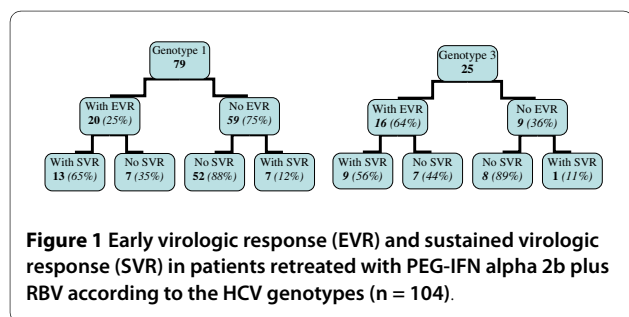 Genotype 1
79
Genotype 3
25
With EVR
20 (25%)
No EVR
59 (75%)
With EVR
16 (64%)
No EVR
9 (36%)
With SVR
13 (65%)
No SVR
7 (35%)
No SVR
52 (88%)
With SVR
7 (12%)
With SVR
9 (56%)
No SVR
7 (44%)
No SVR
8 (89%)
With SVR
1 (11%)
Figure 1 Early virologic response (EVR) and sustained virologic
response (SVR) in patients retreated with PEG-IFN alpha 2b plus
RBV according to the HCV genotypes (n = 104).